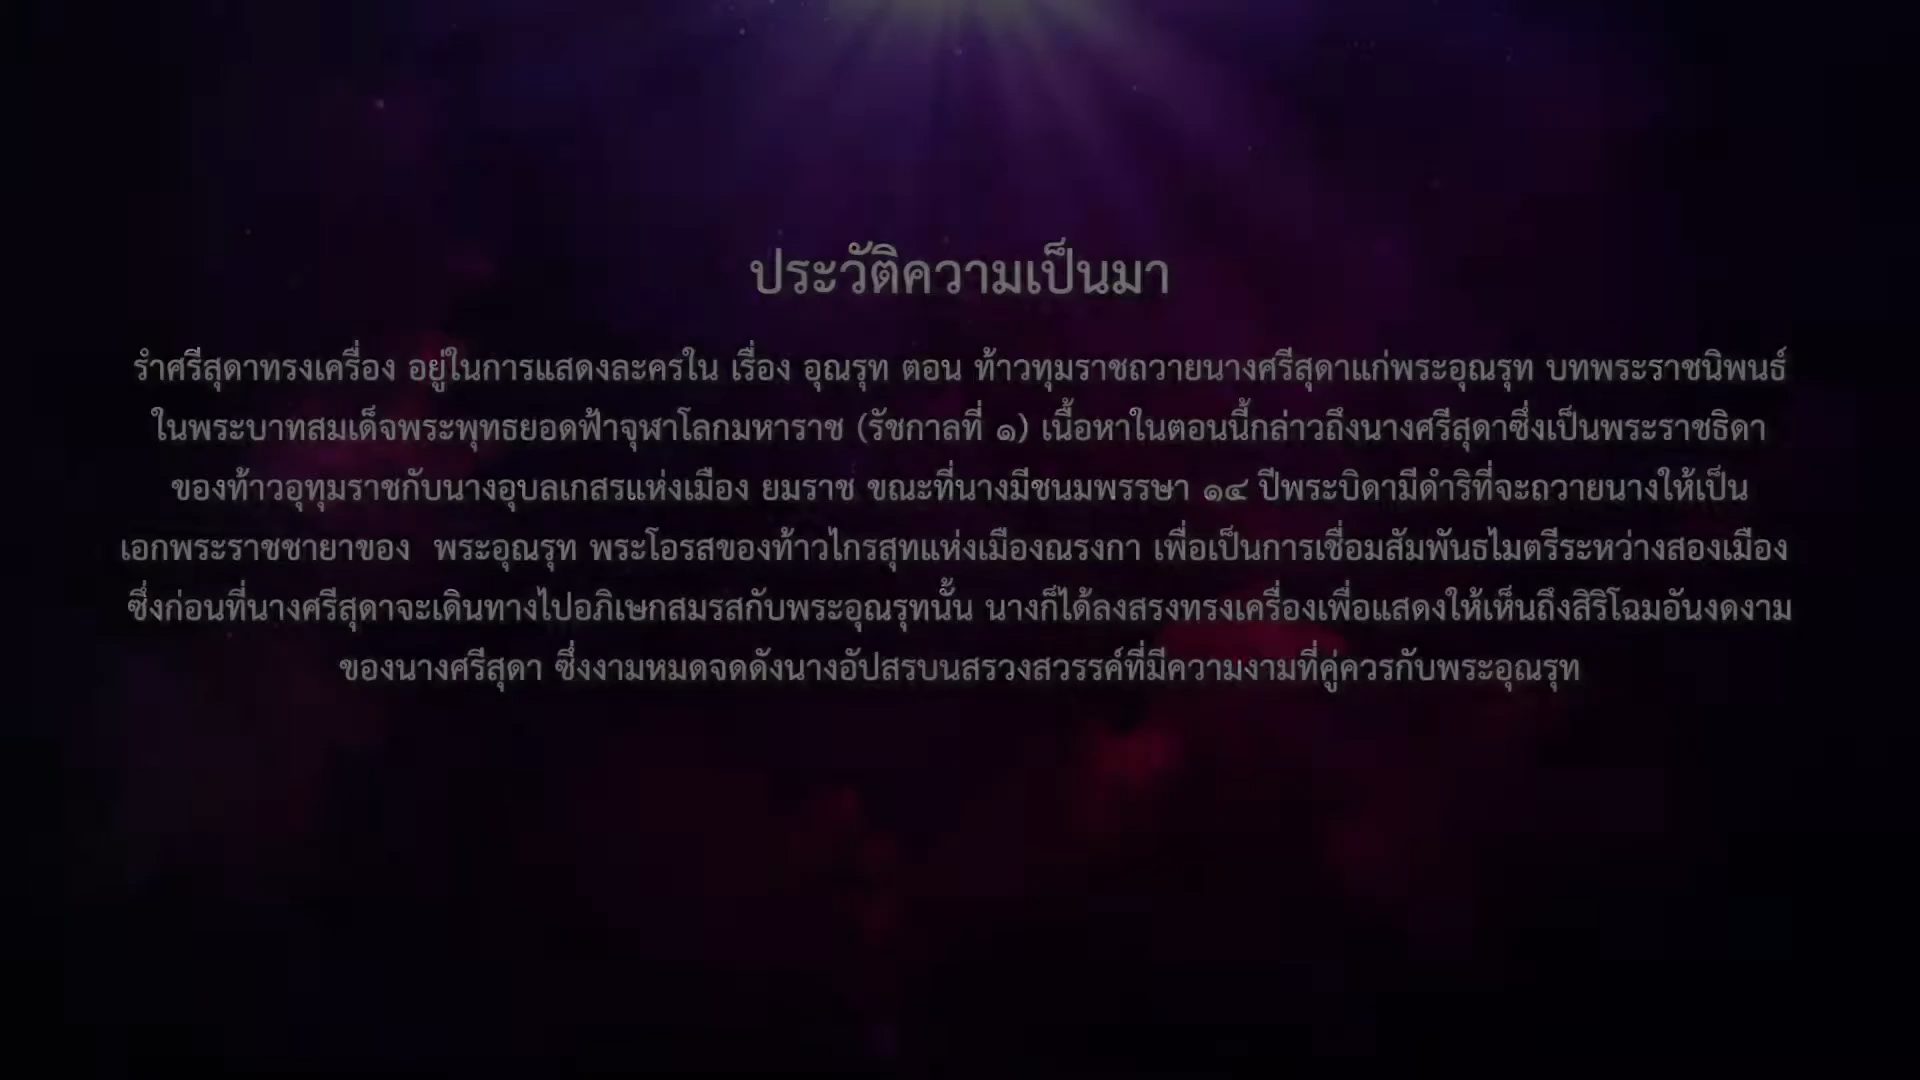 ประวัติความเป็นมา
รำศรีสุดาทรงเครื่อง อยู่ในการแสดงละครใน เรื่อง อุณรุท ตอน ท้าวทุมราชถวายนางศรีสุดาแก่พระอุณรุท บทพระราชนิพนธ์
ในพระบาทสมเด็จพระพุทธยอดฟ้าจุฬาโลกมหาราช (รัชกาลที่ ๑) เนื้อหาในตอนนี้กล่าวถึงนางศรีสุดาซึ่งเป็นพระราชธิดา
ของท้าวอุทุมราชกับนางอุบลเกสรแห่งเมือง ยมราช ขณะที่นางมีชนมพรรษา ๑๔ ปีพระบิดามีดำริที่จะถวายนางให้เป็น
เอกพระราชชายาของ พระอุณรุท พระโอรสของท้าวไกรสุทแห่งเมืองณรงกา เพื่อเป็นการเชื่อมสัมพันธไมตรีระหว่างสองเมือง
ซึ่งก่อนที่นางศรีสุดาจะเดินทางไปอภิเษกสมรสกับพระอุณรุทนั้น นางก็ได้ลงสรงทรงเครื่องเพื่อแสดงให้เห็นถึงสิริโฉมอันงดงาม
ของนางศรีสุดา ซึ่งงามหมดจดดังนางอัปสรบนสรวงสวรรค์ที่มีความงามที่คู่ควรกับพระอุณรุท